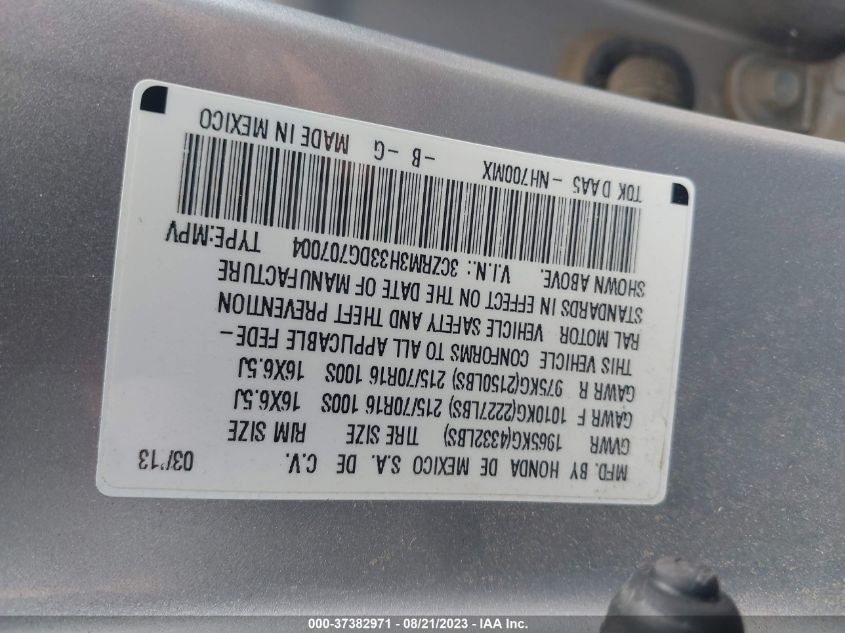 MFD. BY HONDA DE MEXICO S.A. DE C.V. 03/'13
GVWR 1965KG(4332LBS) TIRE SIZE RIM SIZE
GAWR F 1010KG(2227LBS) 215/70R16 100S 16X6.5J
GAWR R 975KG(2150LBS) 215/70R16 100S 16X6.5J
THIS VEHICLE CONFORMS TO ALL APPLICABLE FEDE-
RAL MOTOR VEHICLE SAFETY AND THEFT PREVENTION
STANDARDS IN EFFECT ON THE DATE OF MANUFACTURE
SHOWN ABOVE. V.I.N.: 3CZRM3H33DG707004 TYPE:MPV
T0K D AA5 -NH700MX -B -G MADE IN MEXICO
000-37382971 - 08/21/2023 - IAA Inc.